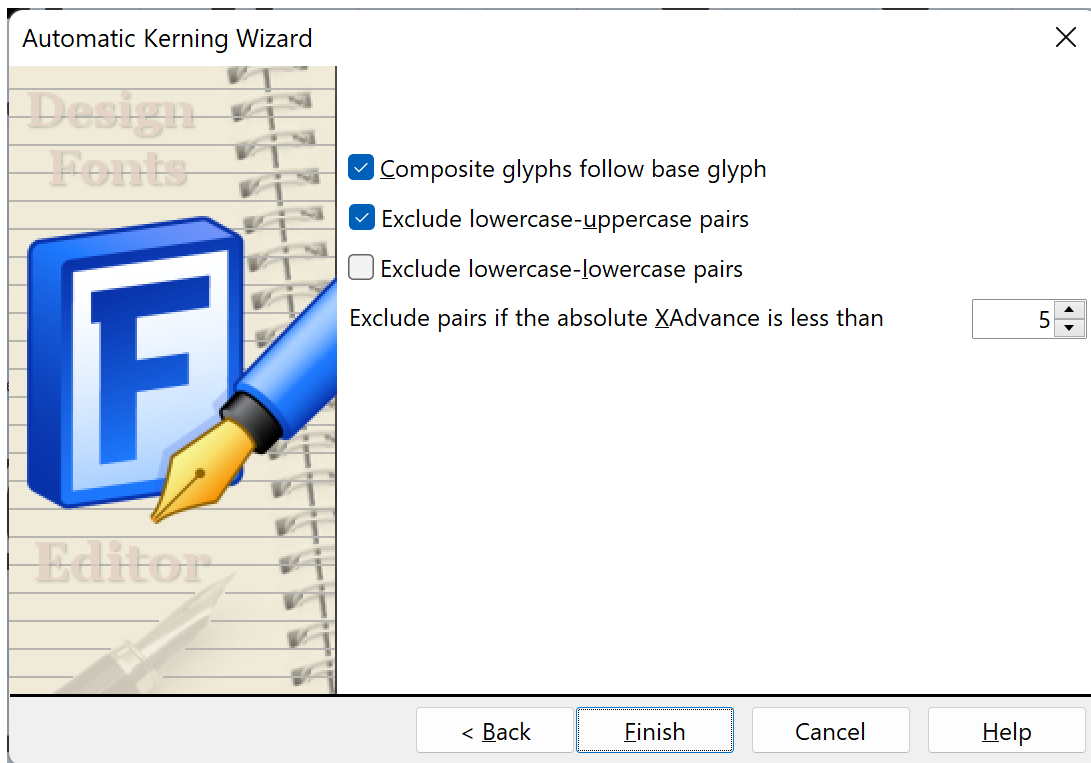 Automatic Kerning Wizard
Design
Fonts
F
Editor
Composite glyphs follow base glyph
Exclude lowercase-uppercase pairs
Exclude lowercase-lowercase pairs
Exclude pairs if the absolute XAdvance is less than 5
< Back Finish Cancel Help